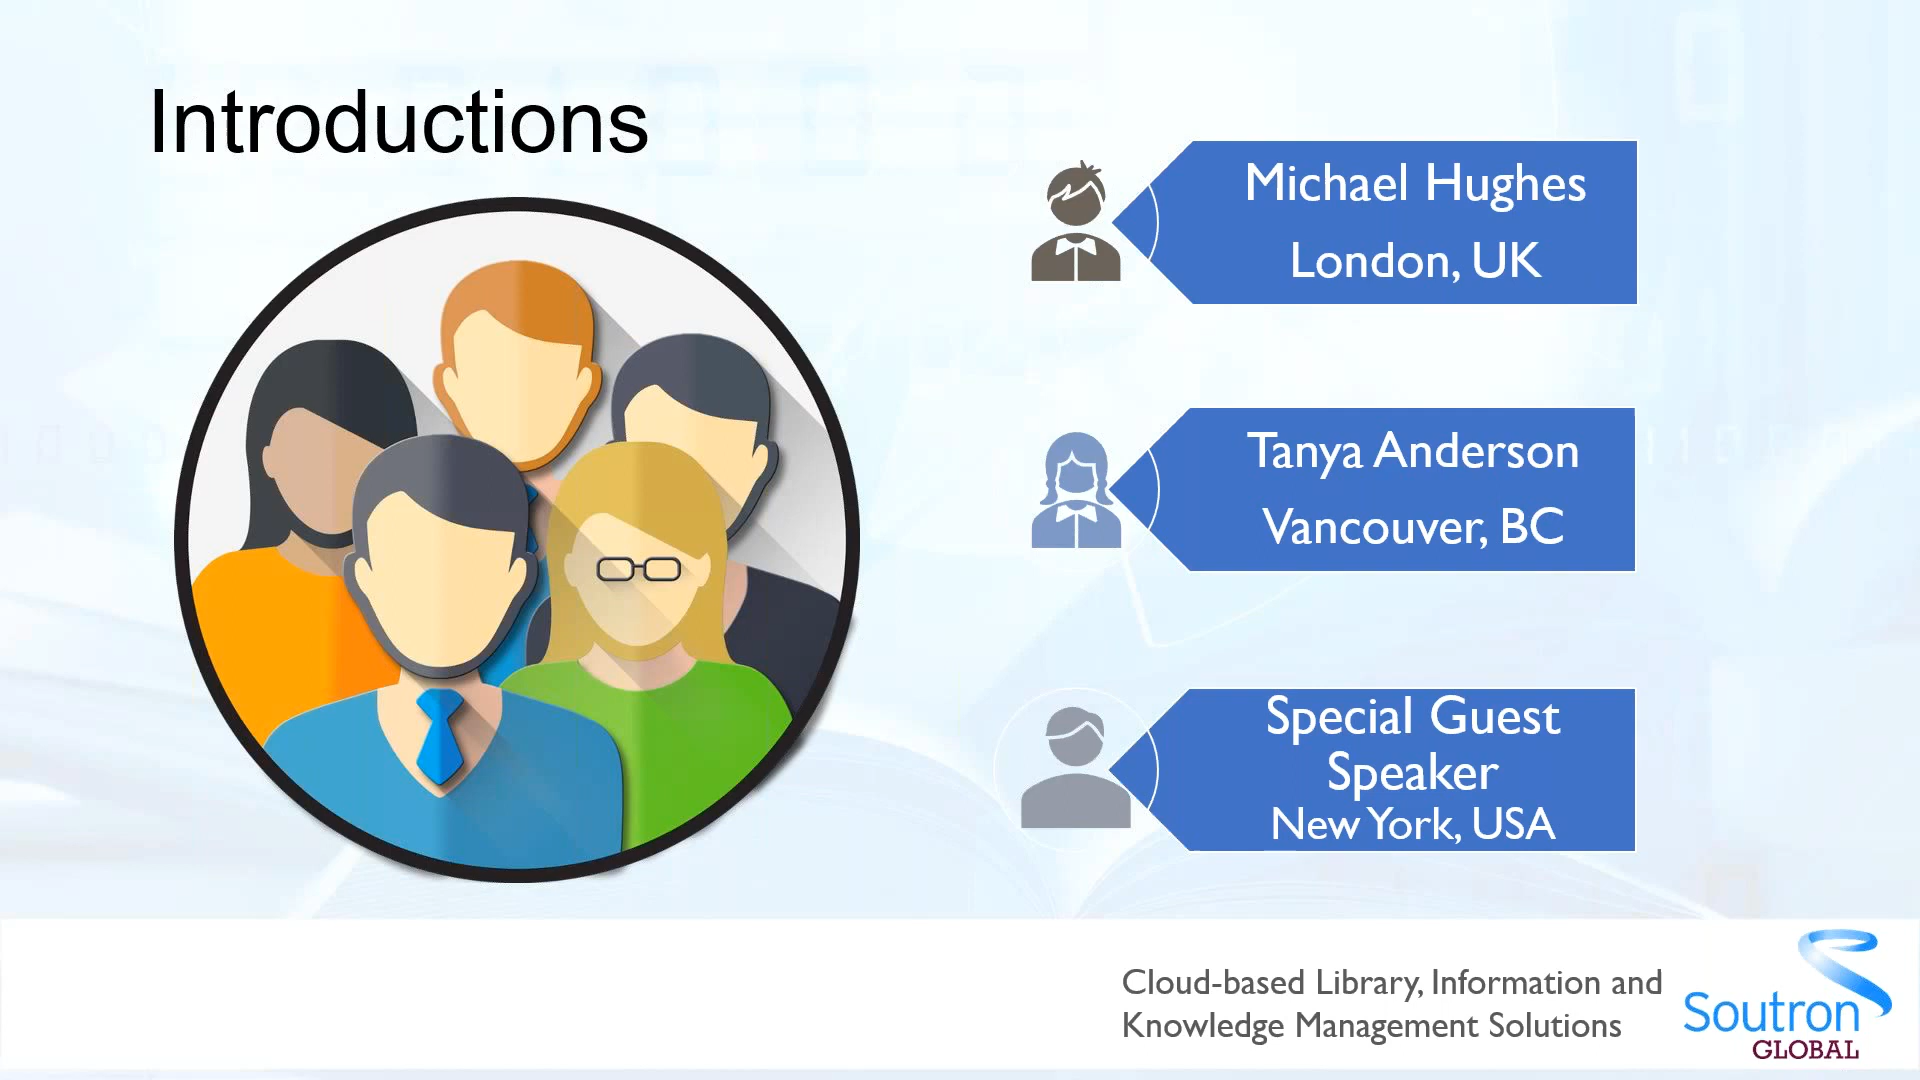 Introductions
Michael Hughes
London, UK
Tanya Anderson
Vancouver, BC
Special Guest
Speaker
New York, USA
Cloud-based Library, Information and
Knowledge Management Solutions
Soutron
GLOBAL